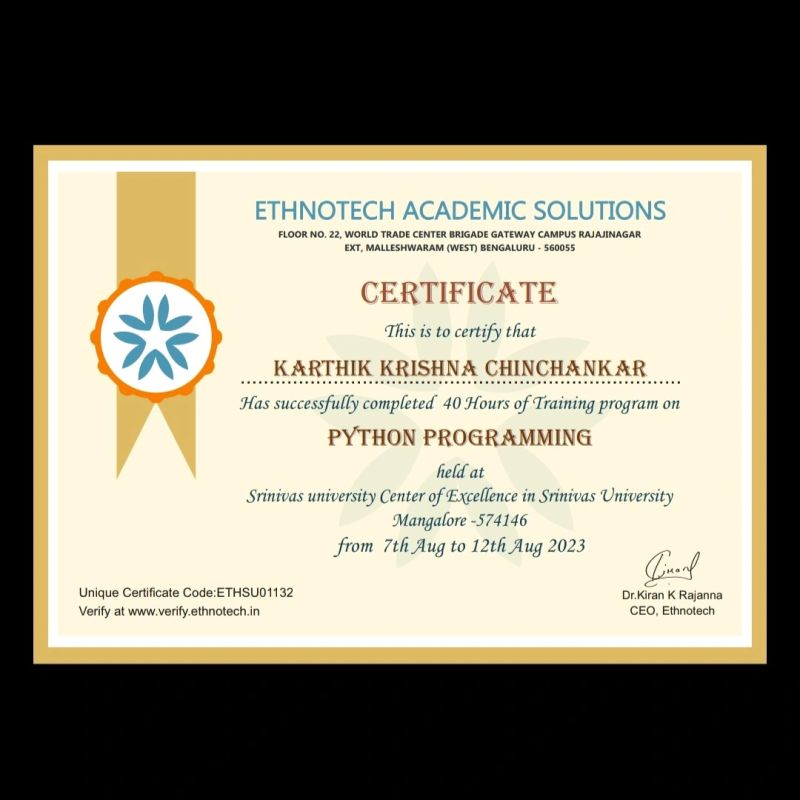 ETHNOTECH ACADEMIC SOLUTIONS
FLOOR NO. 22, WORLD TRADE CENTER BRIGADE GATEWAY CAMPUS RAJAJINAGAR
EXT, MALLESHWARAM (WEST) BENGALURU - 560055
CERTIFICATE
This is to certify that
KARTHIK KRISHNA CHINCHANKAR
Has successfully completed 40 Hours of Training program on
PYTHON PROGRAMMING
held at
Srinivas university Center of Excellence in Srinivas University
Mangalore -574146
from 7th Aug to 12th Aug 2023
Unique Certificate Code:ETHSU01132
Verify at www.verify.ethnotech.in
Dr.Kiran K Rajanna
CEO, Ethnotech